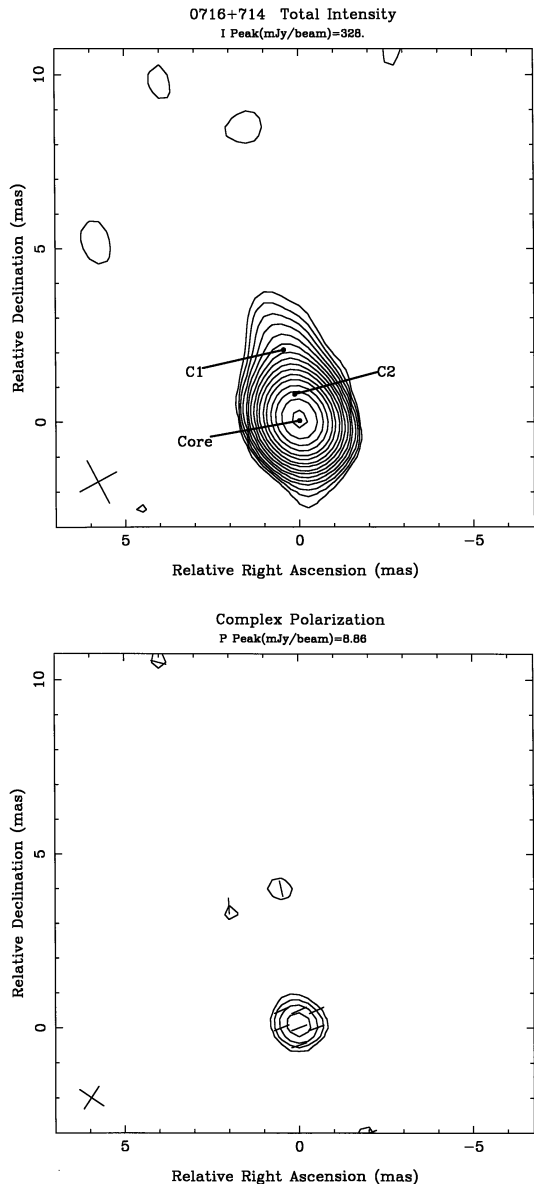 0716+714 Total Intensity
I Peak(mJy/beam)=328.
10
5
0
Relative Declination (mas)
C1
C2
Core
5
0
−5
Relative Right Ascension (mas)
Complex Polarization
P Peak(mJy/beam)=8.86
10
5
0
Relative Declination (mas)
5
0
−5
Relative Right Ascension (mas)